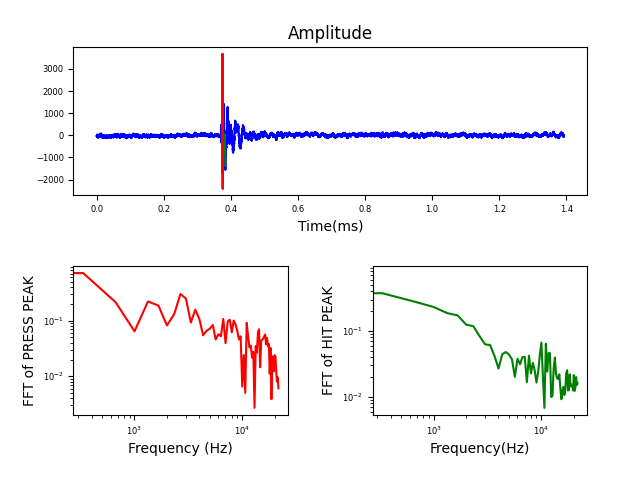 Amplitude
3000
2000
1000
0
−1000
−2000
0.0 0.2 0.4 0.6 0.8 1.0 1.2 1.4
Time(ms)
FFT of PRESS PEAK
10⁻¹
10⁻²
10³ 10⁴
Frequency (Hz)
FFT of HIT PEAK
10⁻¹
10⁻²
10³ 10⁴
Frequency(Hz)